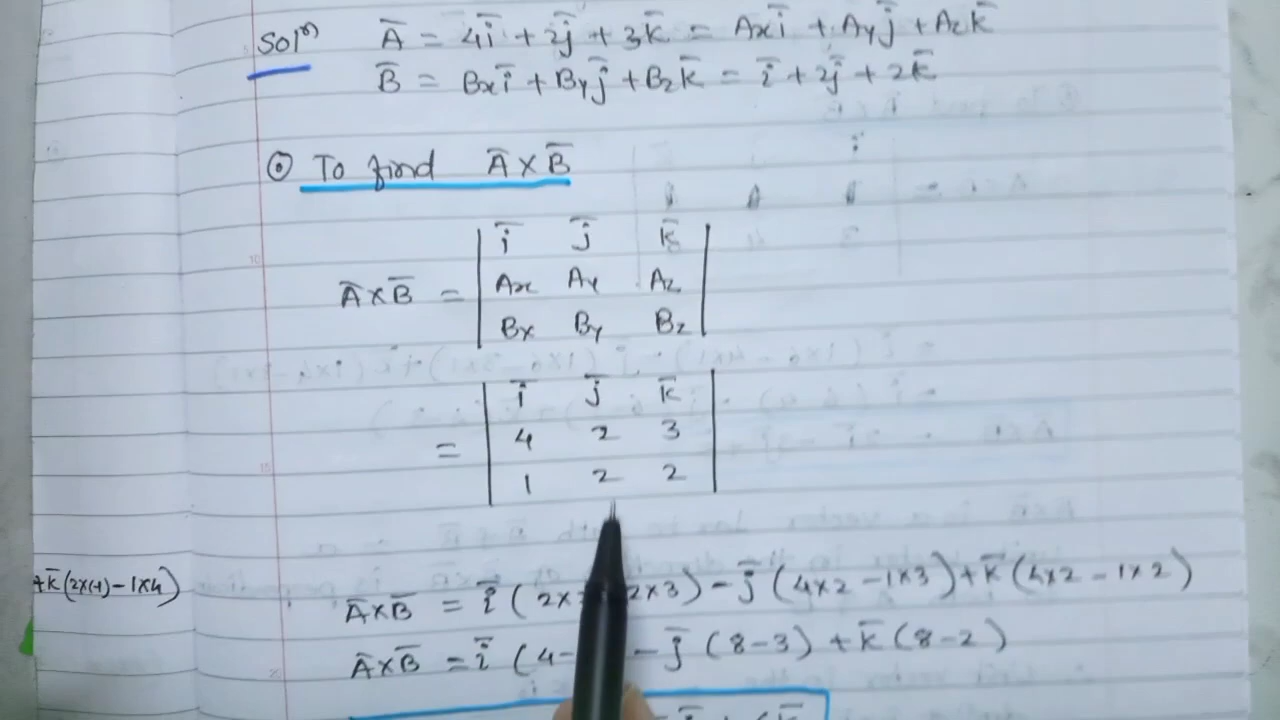 Solⁿ A̅ = 4i̅ + 2j̅ + 3k̅ = Axi̅ + Ayj̅ + Azk̅
B̅ = Bxi̅ + Byj̅ + Bzk̅ = i̅ + 2j̅ + 2k̅
⊙ To find A̅ × B̅
i̅ j̅ k̅
A̅×B̅ = Ax Ay Az
Bx By Bz
i̅ j̅ k̅
= 4 2 3
1 2 2
+k̅(2×(-1) - 1×4)
A̅×B̅ = i̅ (2× 2×3) - j̅ (4×2 - 1×3) + k̅ (4×2 - 1×2)
A̅×B̅ = i̅ (4- - j̅ (8-3) + k̅ (8-2)